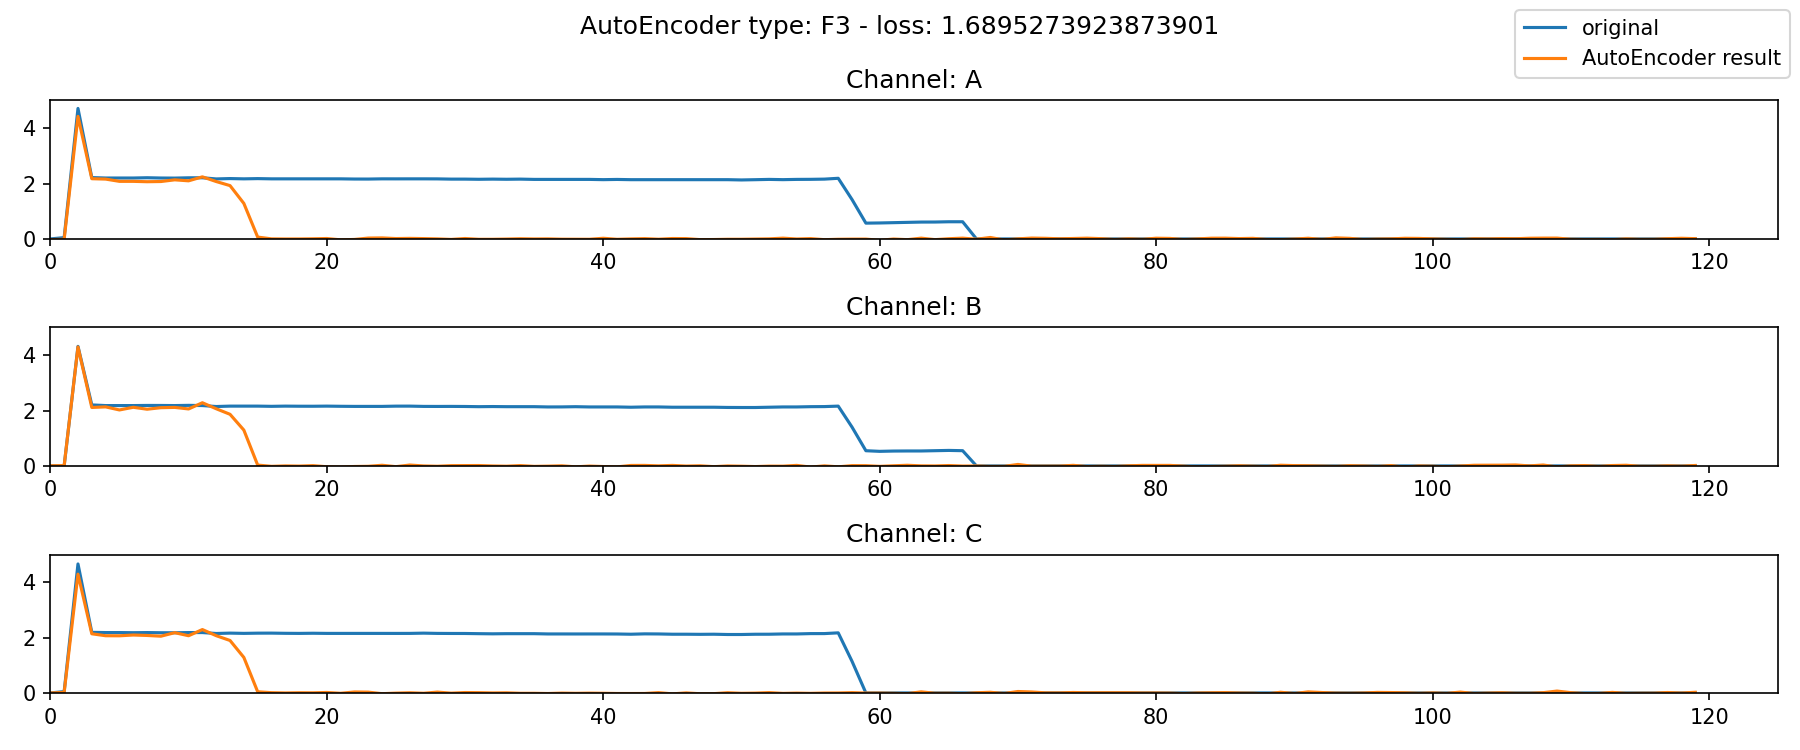 AutoEncoder type: F3 - loss: 1.6895273923873901
original
AutoEncoder result
Channel: A
4
2
0
0 20 40 60 80 100 120
Channel: B
4
2
0
0 20 40 60 80 100 120
Channel: C
4
2
0
0 20 40 60 80 100 120